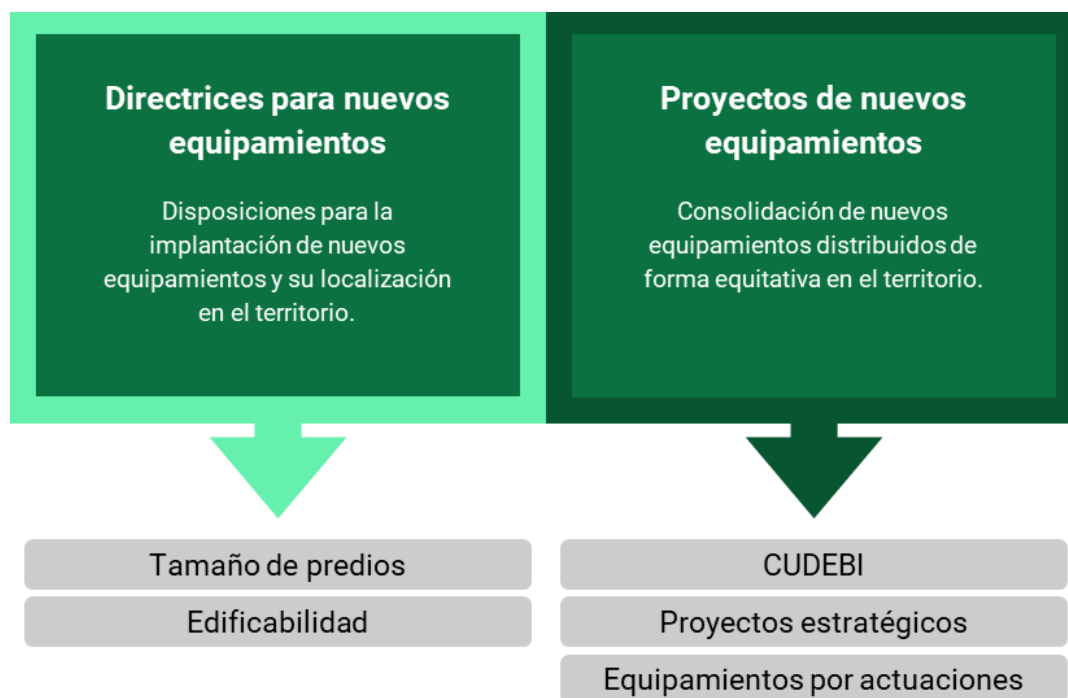 Directrices para nuevos
equipamientos
Disposiciones para la
implantación de nuevos
equipamientos y su localización
en el territorio.
Tamaño de predios
Edificabilidad
Proyectos de nuevos
equipamientos
Consolidación de nuevos
equipamientos distribuidos de
forma equitativa en el territorio.
CUDEBI
Proyectos estratégicos
Equipamientos por actuaciones